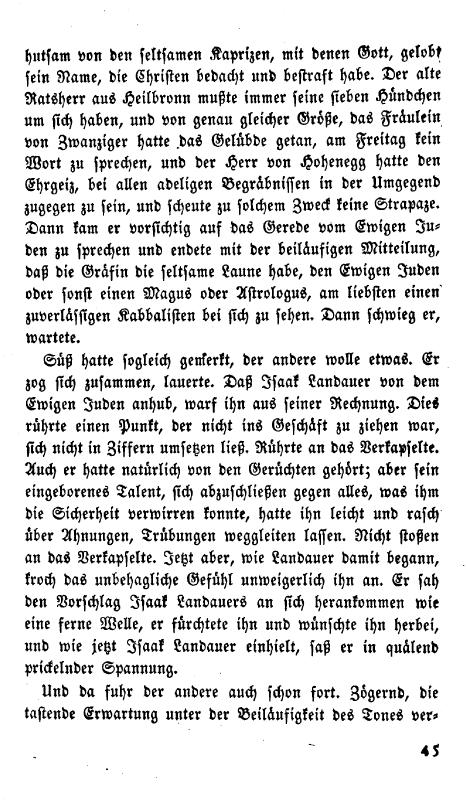 hutsam von den seltsamen Kaprizen, mit denen Gott, gelobt
sein Name, die Christen bedacht und bestraft habe. Der alte
Ratsherr aus Heilbronn mußte immer seine sieben Hündchen
um sich haben, und von genau gleicher Größe, das Fräulein
von Zwanziger hatte das Gelübde getan, am Freitag kein
Wort zu sprechen, und der Herr von Hohenegg hatte den
Ehrgeiz, bei allen adeligen Begräbnissen in der Umgegend
zugegen zu sein, und scheute zu solchem Zweck keine Strapaze.
Dann kam er vorsichtig auf das Gerede vom Ewigen Ju-
den zu sprechen und endete mit der beiläufigen Mitteilung,
daß die Gräfin die seltsame Laune habe, den Ewigen Juden
oder sonst einen Magus oder Astrologus, am liebsten einen
zuverlässigen Kabbalisten bei sich zu sehen. Dann schwieg er,
wartete.
Süß hatte sogleich gemerkt, der andere wolle etwas. Er
zog sich zusammen, lauerte. Daß Isaak Landauer von dem
Ewigen Juden anhub, warf ihn aus seiner Rechnung. Dies
rührte einen Punkt, der nicht ins Geschäft zu ziehen war,
sich nicht in Ziffern umsetzen ließ. Rührte an das Verkapselte.
Auch er hatte natürlich von den Gerüchten gehört; aber sein
eingeborenes Talent, sich abzuschließen gegen alles, was ihm
die Sicherheit verwirren konnte, hatte ihn leicht und rasch
über Ahnungen, Trübungen weggleiten lassen. Nicht stoßen
an das Verkapselte. Jetzt aber, wie Landauer damit begann,
kroch das unbehagliche Gefühl unweigerlich ihn an. Er sah
den Vorschlag Isaak Landauers an sich herankommen wie
eine ferne Welle, er fürchtete ihn und wünschte ihn herbei,
und wie jetzt Isaak Landauer einhielt, saß er in quälend
prickelnder Spannung.
Und da fuhr der andere auch schon fort. Zögernd, die
tastende Erwartung unter der Beiläufigkeit des Tones ver-
45